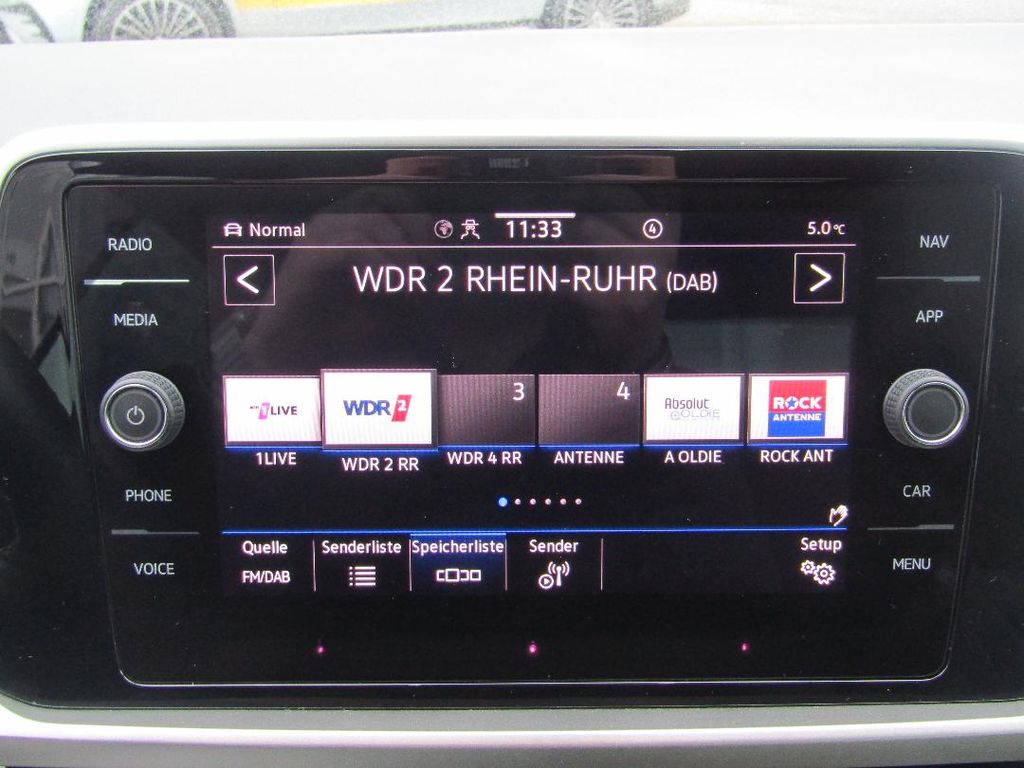 Normal 11:33 4 5.0 °C
RADIO NAV
< WDR 2 RHEIN-RUHR (DAB) >
MEDIA APP
1LIVE WDR 2 3 4 Absolut OLDIE ROCK ANTENNE
1LIVE WDR 2 RR WDR 4 RR ANTENNE A OLDIE ROCK ANT
PHONE CAR
Quelle Senderliste Speicherliste Sender Setup
FM/DAB
VOICE MENU